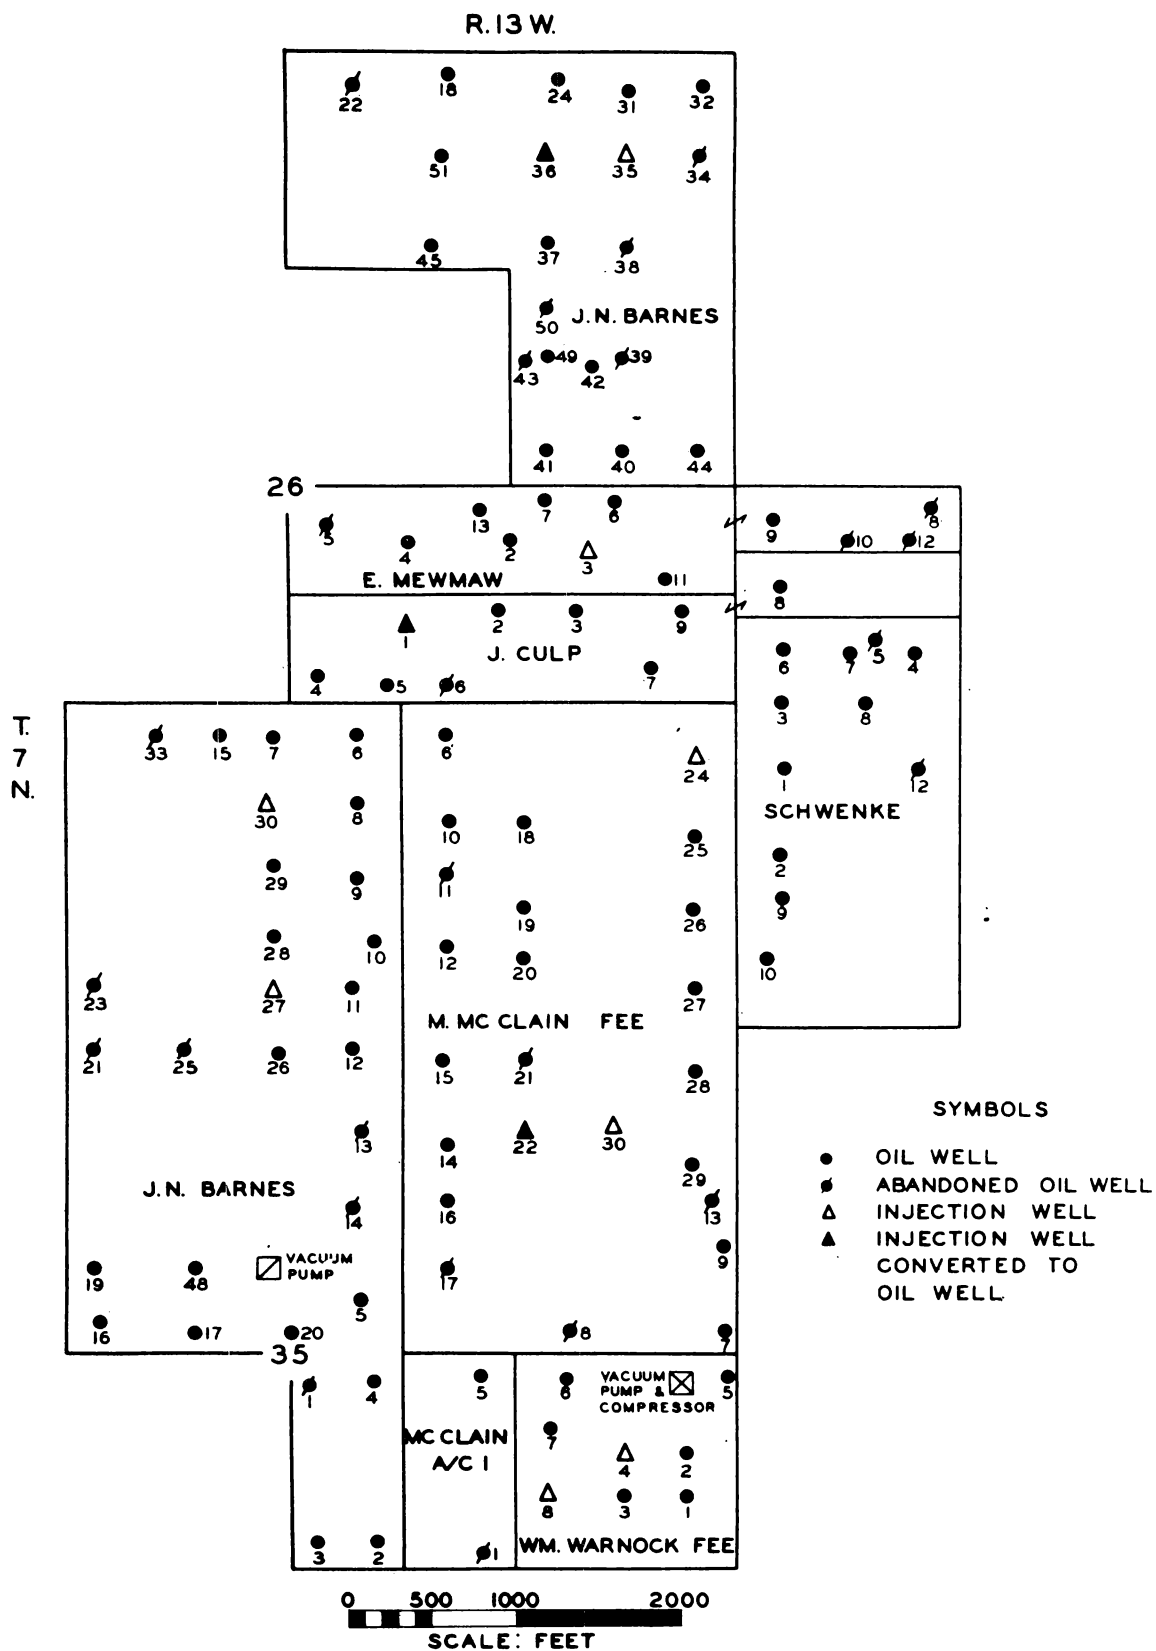 R.13 W.
22 18 24 31 32
51 36 35 34
45 37 38
50 J.N. BARNES
43 49 42 39
41 40 44
26
5 4 13 2 7 3 6 11
9 10 12 8
E. MEWMAW
8
1 2 3 9
J. CULP
4 5 6 7
6 7 5 4
3 8
1 12
SCHWENKE
2
9
10
T.
7
N.
33 15 7 6
30 8
29 9
28 10
23 27 11
21 25 26 12
13
J.N. BARNES
14
19 48
VACUUM
PUMP
5
16 17 20
35
1 4
3 2
6 24
10 18 25
11
19 26
12 20
27
M. MC CLAIN FEE
15 21 28
14 22 30
29
16 13
9
17
8 7
5
MC CLAIN
A/C 1
1
6
VACUUM
PUMP &
COMPRESSOR
5
7
4 2
8 3 1
WM. WARNOCK FEE
SYMBOLS
OIL WELL
ABANDONED OIL WELL
INJECTION WELL
INJECTION WELL
CONVERTED TO
OIL WELL
0 500 1000 2000
SCALE: FEET